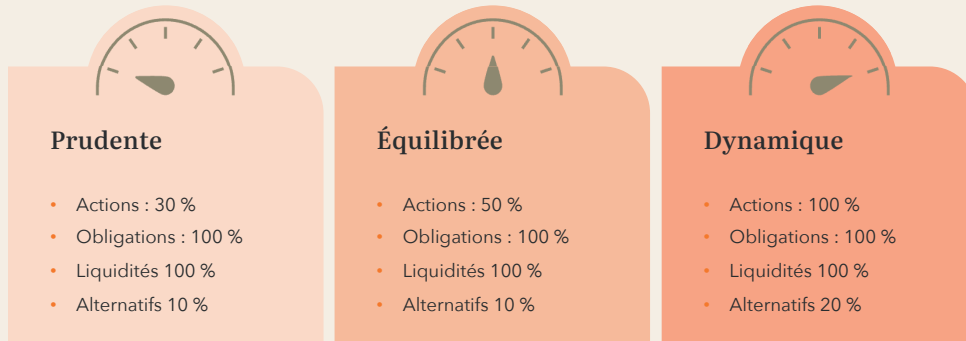 Prudente
• Actions : 30 %
• Obligations : 100 %
• Liquidités 100 %
• Alternatifs 10 %
Équilibrée
• Actions : 50 %
• Obligations : 100 %
• Liquidités 100 %
• Alternatifs 10 %
Dynamique
• Actions : 100 %
• Obligations : 100 %
• Liquidités 100 %
• Alternatifs 20 %